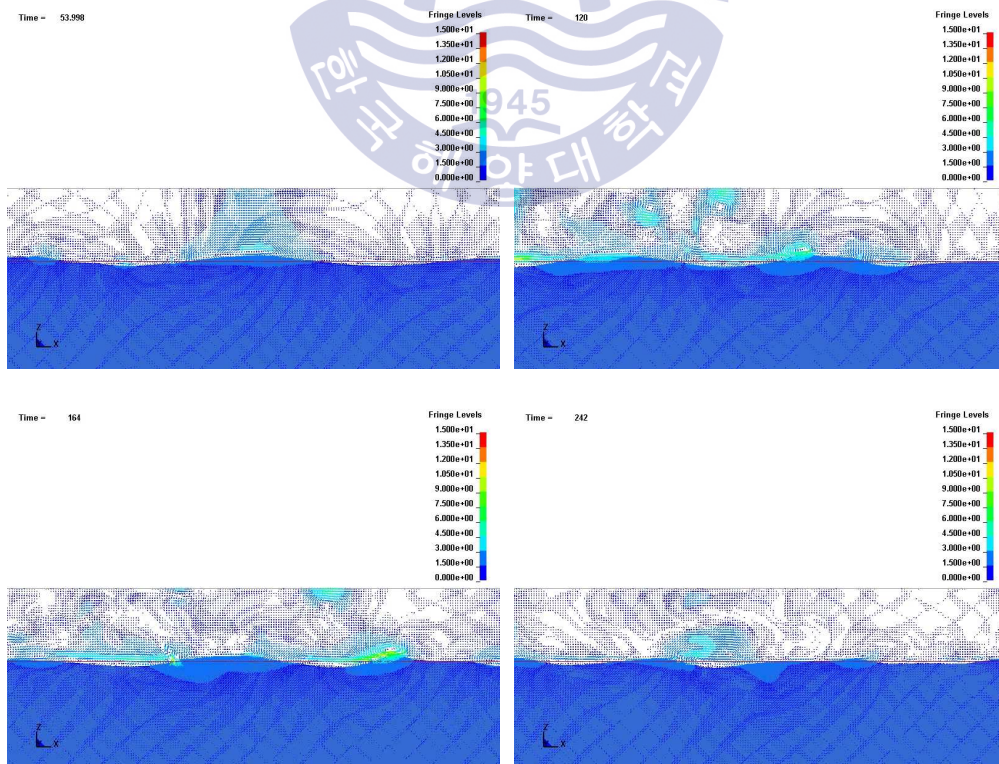 Time = 53.998
Fringe Levels
1.500e+01
1.350e+01
1.200e+01
1.050e+01
9.000e+00
7.500e+00
6.000e+00
4.500e+00
3.000e+00
1.500e+00
0.000e+00
Z
X
Time = 120
Fringe Levels
1.500e+01
1.350e+01
1.200e+01
1.050e+01
9.000e+00
7.500e+00
6.000e+00
4.500e+00
3.000e+00
1.500e+00
0.000e+00
Z
X
1945
한국해양대학교
Time = 164
Fringe Levels
1.500e+01
1.350e+01
1.200e+01
1.050e+01
9.000e+00
7.500e+00
6.000e+00
4.500e+00
3.000e+00
1.500e+00
0.000e+00
Z
X
Time = 242
Fringe Levels
1.500e+01
1.350e+01
1.200e+01
1.050e+01
9.000e+00
7.500e+00
6.000e+00
4.500e+00
3.000e+00
1.500e+00
0.000e+00
Z
X